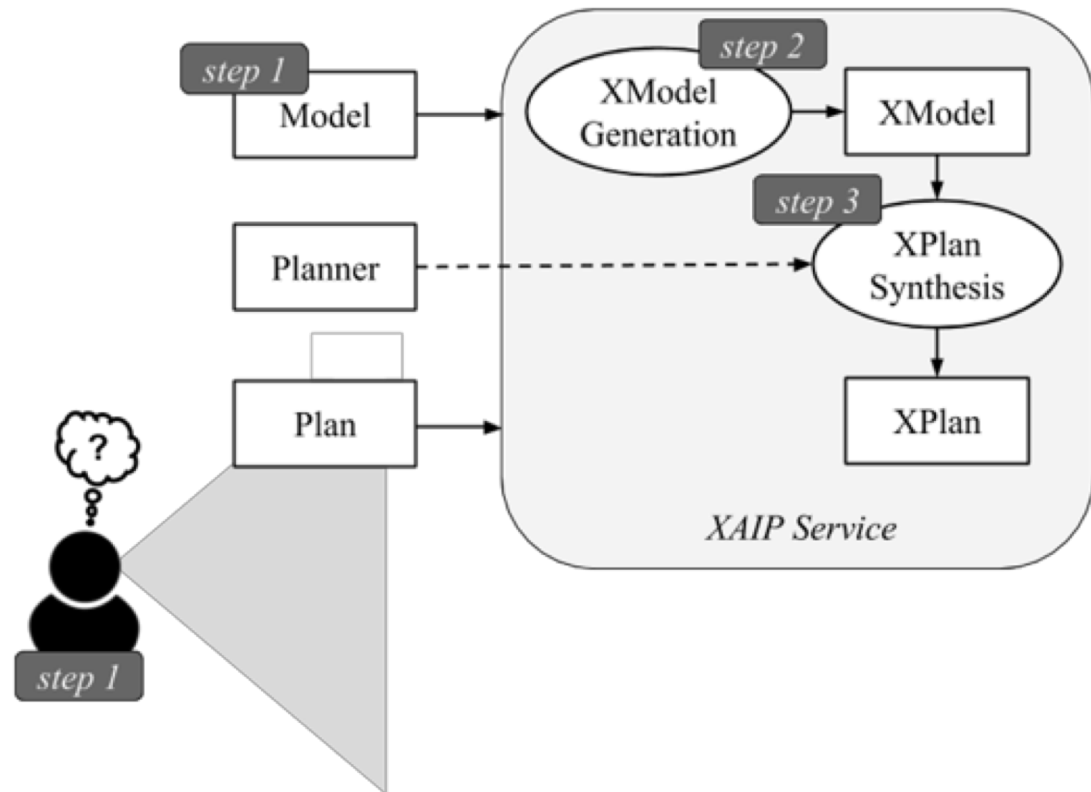 step 1
Model
step 2
XModel
Generation
XModel
step 3
Planner
XPlan
Synthesis
Plan
XPlan
?
XAIP Service
step 1